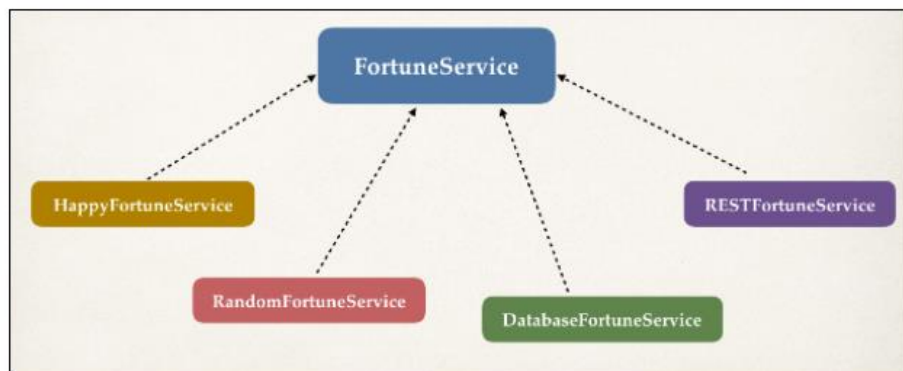 FortuneService
HappyFortuneService
RESTFortuneService
RandomFortuneService
DatabaseFortuneService